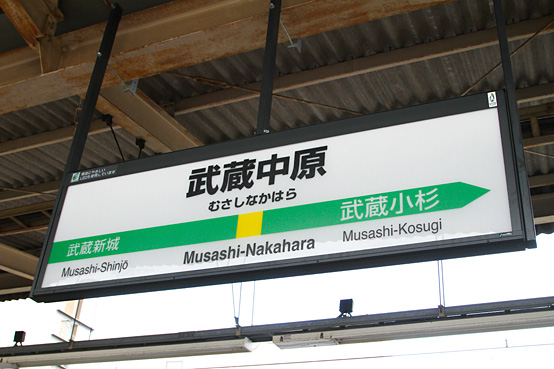 武蔵中原
むさしなかはら
武蔵新城
武蔵小杉
Musashi-Shinjō
Musashi-Nakahara
Musashi-Kosugi